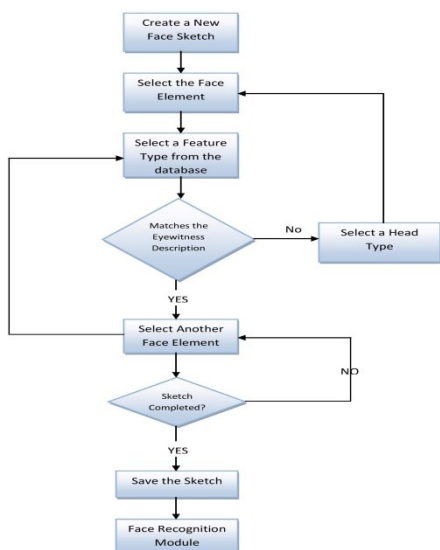 Create a New
Face Sketch
Select the Face
Element
Select a Feature
Type from the
database
Matches the
Eyewitness
Description
No
Select a Head
Type
YES
Select Another
Face Element
NO
Sketch
Completed?
YES
Save the Sketch
Face Recognition
Module